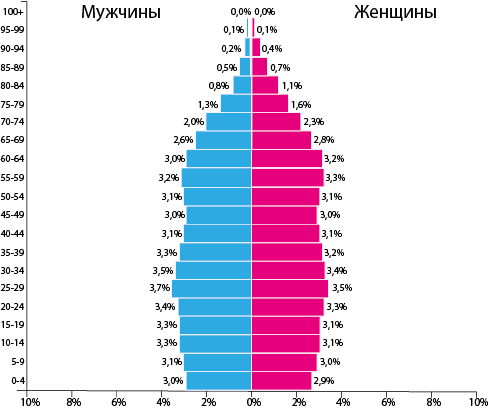 Мужчины Женщины
100+ 0,0% 0,0%
95-99 0,1% 0,1%
90-94 0,2% 0,4%
85-89 0,5% 0,7%
80-84 0,8% 1,1%
75-79 1,3% 1,6%
70-74 2,0% 2,3%
65-69 2,6% 2,8%
60-64 3,0% 3,2%
55-59 3,2% 3,3%
50-54 3,1% 3,1%
45-49 3,0% 3,0%
40-44 3,1% 3,1%
35-39 3,3% 3,2%
30-34 3,5% 3,4%
25-29 3,7% 3,5%
20-24 3,4% 3,3%
15-19 3,3% 3,1%
10-14 3,3% 3,1%
5-9 3,1% 3,0%
0-4 3,0% 2,9%
10% 8% 6% 4% 2% 0% 2% 4% 6% 8% 10%